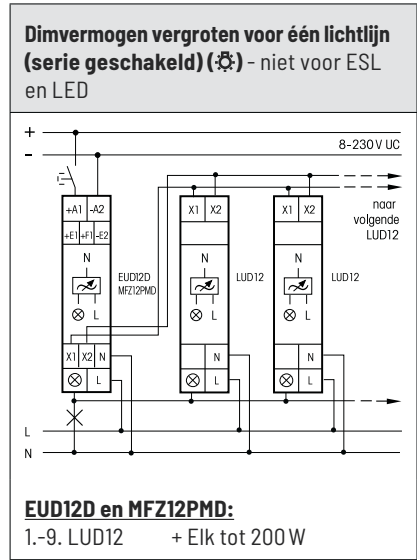 Dimvermogen vergroten voor één lichtlijn
(serie geschakeld) () - niet voor ESL
en LED
+
-
8-230 V UC
naar
volgende
LUD12
+A1 -A2
+E1 +F1 -E2
N
L
EUD12D
MFZ12PMD
X1 X2 N
L
X1 X2
N
L
LUD12
N
L
X1 X2
N
L
LUD12
N
L
L
N
EUD12D en MFZ12PMD:
1.-9. LUD12 + Elk tot 200 W